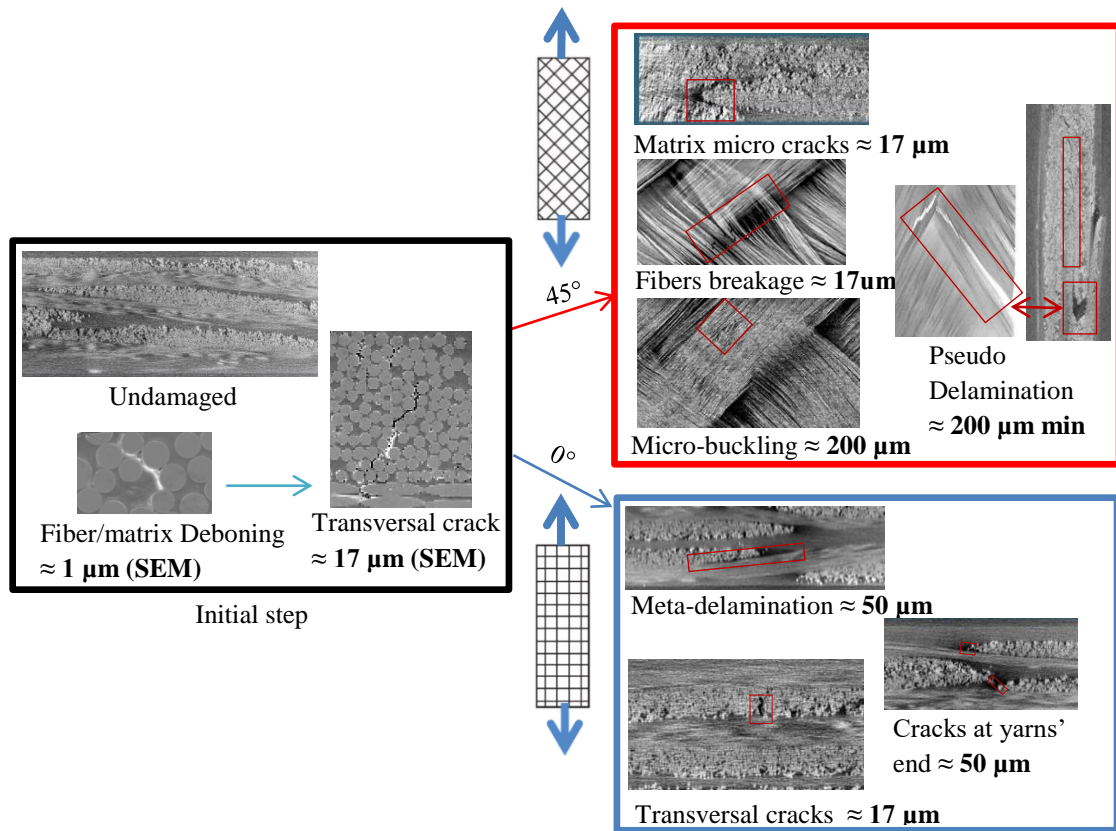 Undamaged
Fiber/matrix Deboning
≈ 1 µm (SEM)
Transversal crack
≈ 17 µm (SEM)
Initial step
45°
0°
Matrix micro cracks ≈ 17 µm
Fibers breakage ≈ 17um
Micro-buckling ≈ 200 µm
Pseudo
Delamination
≈ 200 µm min
Meta-delamination ≈ 50 µm
Cracks at yarns’
end ≈ 50 µm
Transversal cracks ≈ 17 µm